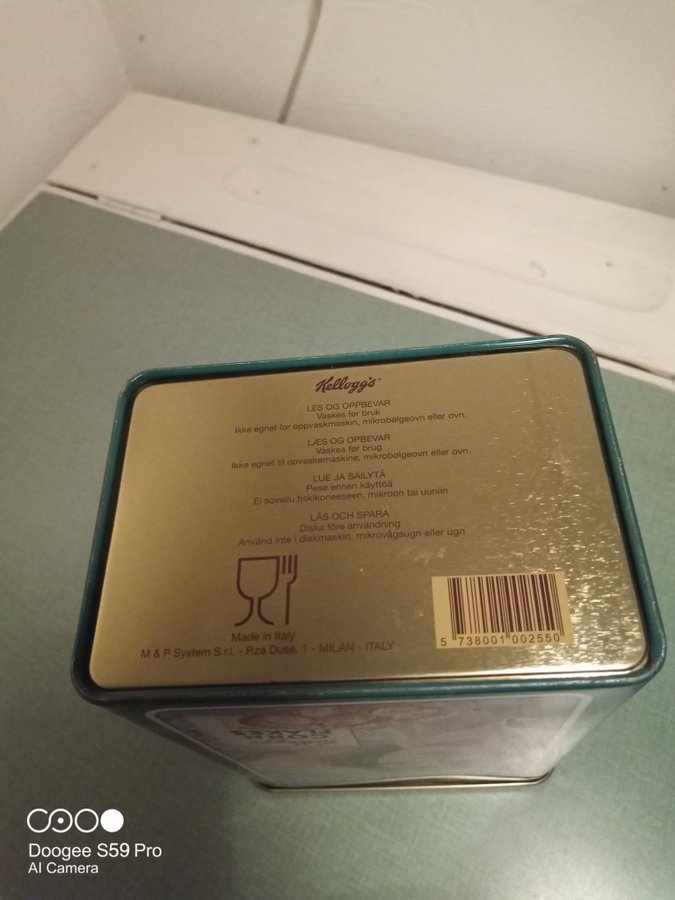 Kellogg's
LES OG OPPBEVAR
Vaskes før bruk
Ikke egnet for oppvaskmaskin, mikrobølgeovn eller ovn.
LÆS OG OPBEVAR
Vaskes før brug
Ikke egnet til opvaskemaskine, mikrobølgeovn eller ovn.
LUE JA SÄILYTÄ
Pese ennen käyttöä
Ei sovellu tiskikoneeseen, mikroon tai uuniin
LÄS OCH SPARA
Diska före användning
Använd inte i diskmaskin, mikrovågsugn eller ugn
Made in Italy
M & P System S.r.l. - P.za Duse, 1 - MILAN - ITALY
5 738001 002550
CORN
FLAKES
Doogee S59 Pro
AI Camera